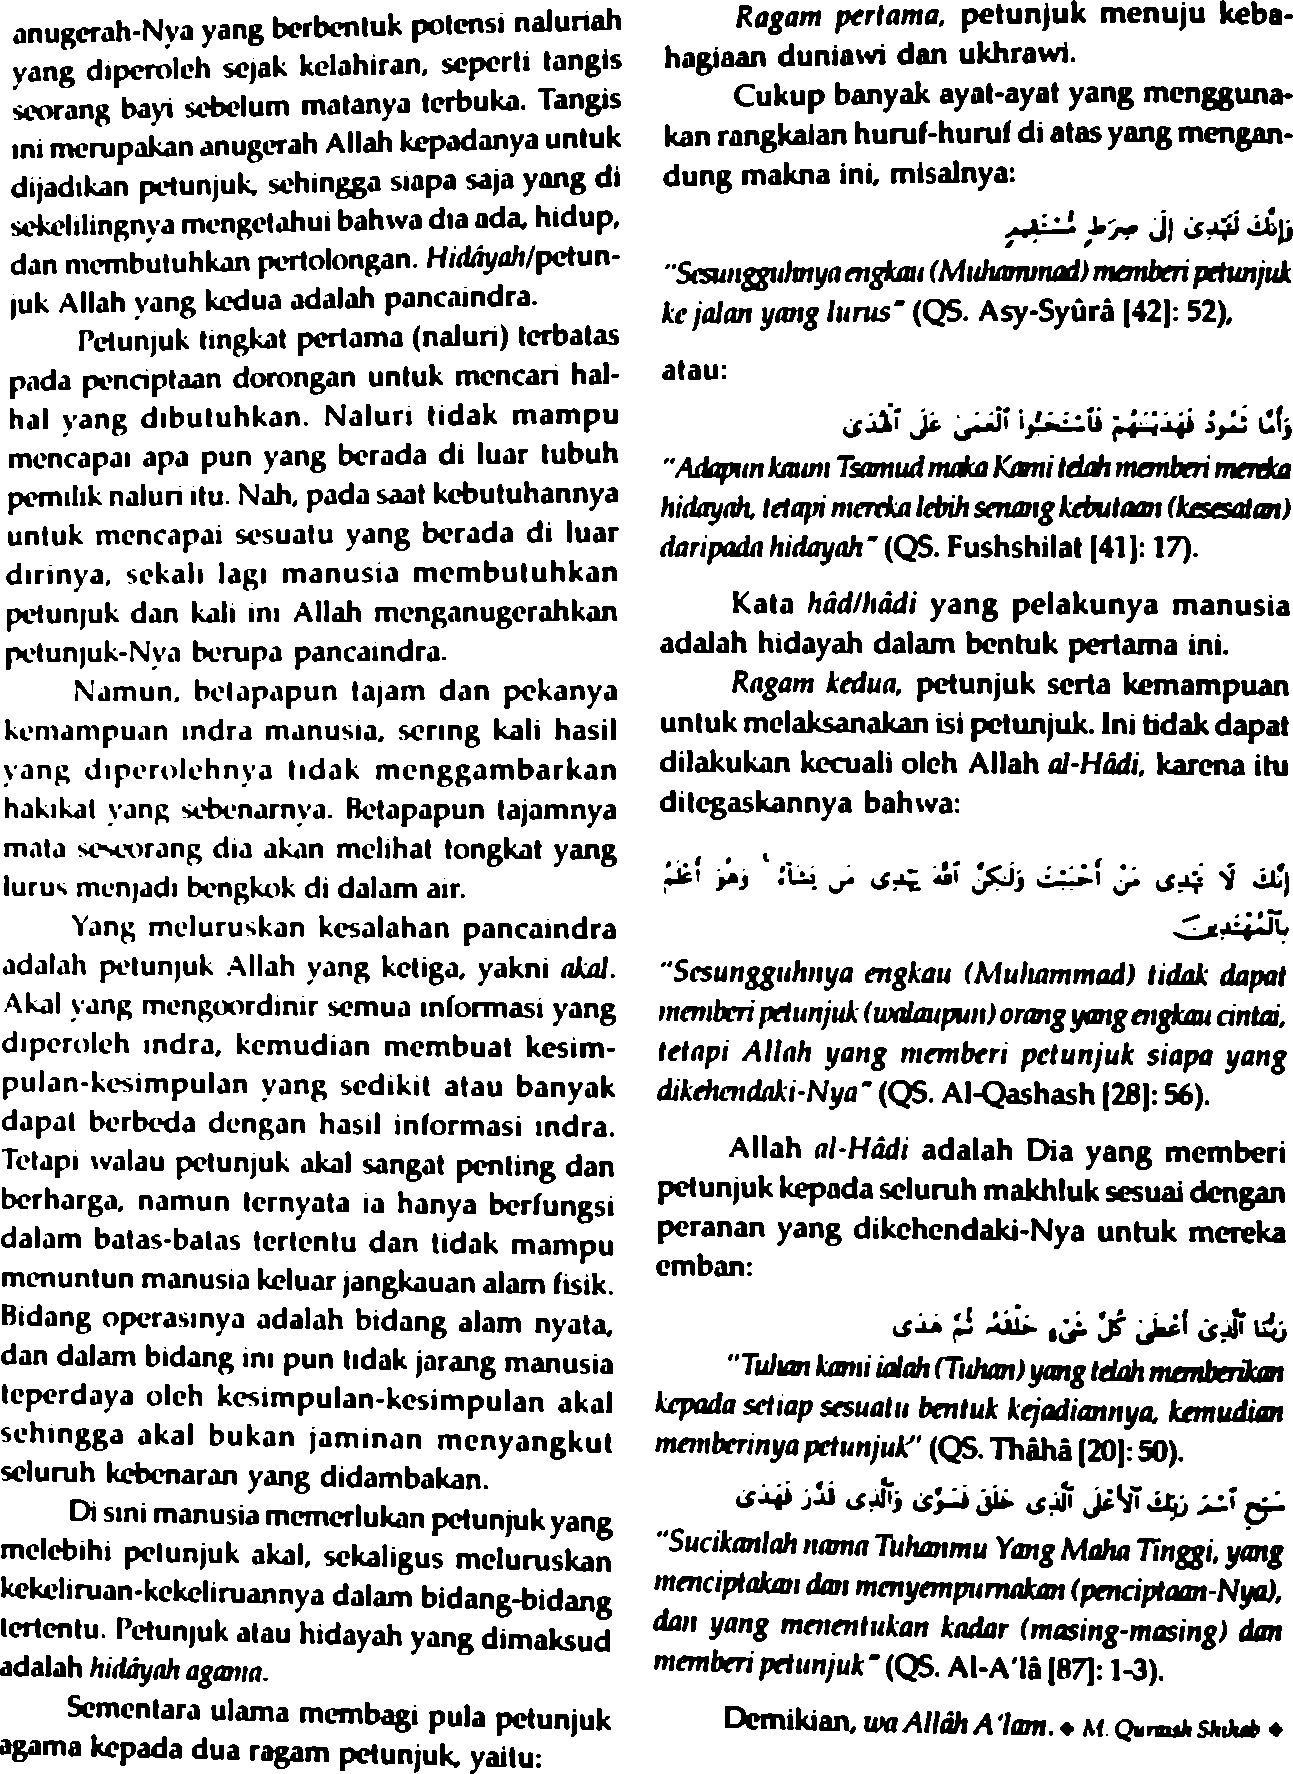 anugerah-Nya yang berbentuk potensi naluriah
yang diperoleh sejak kelahiran, seperti tangis
seorang bayi sebelum matanya terbuka. Tangis
ini merupakan anugerah Allah kepadanya untuk
dijadikan petunjuk, sehingga siapa saja yang di
sekelilingnya mengetahui bahwa dia ada, hidup,
dan membutuhkan pertolongan. Hidâyah/petun-
juk Allah yang kedua adalah pancaindra.
Petunjuk tingkat pertama (naluri) terbatas
pada penciptaan dorongan untuk mencari hal-
hal yang dibutuhkan. Naluri tidak mampu
mencapai apa pun yang berada di luar tubuh
pemilik naluri itu. Nah, pada saat kebutuhannya
untuk mencapai sesuatu yang berada di luar
dirinya, sekali lagi manusia membutuhkan
petunjuk dan kali ini Allah menganugerahkan
petunjuk-Nya berupa pancaindra.
Namun, betapapun tajam dan pekanya
kemampuan indra manusia, sering kali hasil
yang diperolehnya tidak menggambarkan
hakikat yang sebenarnya. Betapapun tajamnya
mata seseorang dia akan melihat tongkat yang
lurus menjadi bengkok di dalam air.
Yang meluruskan kesalahan pancaindra
adalah petunjuk Allah yang ketiga, yakni akal.
Akal yang mengoordinir semua informasi yang
diperoleh indra, kemudian membuat kesim-
pulan-kesimpulan yang sedikit atau banyak
dapat berbeda dengan hasil informasi indra.
Tetapi walau petunjuk akal sangat penting dan
berharga, namun ternyata ia hanya berfungsi
dalam batas-batas tertentu dan tidak mampu
menuntun manusia keluar jangkauan alam fisik.
Bidang operasinya adalah bidang alam nyata,
dan dalam bidang ini pun tidak jarang manusia
teperdaya oleh kesimpulan-kesimpulan akal
sehingga akal bukan jaminan menyangkut
seluruh kebenaran yang didambakan.
Di sini manusia memerlukan petunjuk yang
melebihi petunjuk akal, sekaligus meluruskan
kekeliruan-kekeliruannya dalam bidang-bidang
tertentu. Petunjuk atau hidayah yang dimaksud
adalah hidâyah agama.
Sementara ulama membagi pula petunjuk
agama kepada dua ragam petunjuk, yaitu:
Ragam pertama, petunjuk menuju keba-
hagiaan duniawi dan ukhrawi.
Cukup banyak ayat-ayat yang mengguna-
kan rangkaian huruf-huruf di atas yang mengan-
dung makna ini, misalnya:
وَإِنَّكَ لَتَهْدِى إِلَىٰ صِرَٰطٍ مُّسْتَقِيمٍ
"Sesungguhnya engkau (Muhammad) memberi petunjuk
ke jalan yang lurus" (QS. Asy-Syûrâ [42]: 52),
atau:
وَأَمَّا ثَمُودُ فَهَدَيْنَٰهُمْ فَٱسْتَحَبُّوا۟ ٱلْعَمَىٰ عَلَى ٱلْهُدَىٰ
"Adapun kaum Tsamud maka Kami telah memberi mereka
hidayah, tetapi mereka lebih senang kebutaan (kesesatan)
daripada hidayah" (QS. Fushshilat [41]: 17).
Kata hâd/hâdi yang pelakunya manusia
adalah hidayah dalam bentuk pertama ini.
Ragam kedua, petunjuk serta kemampuan
untuk melaksanakan isi petunjuk. Ini tidak dapat
dilakukan kecuali oleh Allah al-Hâdi, karena itu
ditegaskannya bahwa:
إِنَّكَ لَا تَهْدِى مَنْ أَحْبَبْتَ وَلَٰكِنَّ ٱللَّهَ يَهْدِى مَن يَشَآءُ ۚ وَهُوَ أَعْلَمُ
بِٱلْمُهْتَدِينَ
"Sesungguhnya engkau (Muhammad) tidak dapat
memberi petunjuk (walaupun) orang yang engkau cintai,
tetapi Allah yang memberi petunjuk siapa yang
dikehendaki-Nya" (QS. Al-Qashash [28]: 56).
Allah al-Hâdi adalah Dia yang memberi
petunjuk kepada seluruh makhluk sesuai dengan
peranan yang dikehendaki-Nya untuk mereka
emban:
رَبُّنَا ٱلَّذِىٓ أَعْطَىٰ كُلَّ شَىْءٍ خَلْقَهُۥ ثُمَّ هَدَىٰ
"Tuhan kami ialah (Tuhan) yang telah memberikan
kepada setiap sesuatu bentuk kejadiannya, kemudian
memberinya petunjuk" (QS. Thâhâ [20]: 50).
سَبِّحِ ٱسْمَ رَبِّكَ ٱلْأَعْلَى ٱلَّذِى خَلَقَ فَسَوَّىٰ وَٱلَّذِى قَدَّرَ فَهَدَىٰ
"Sucikanlah nama Tuhanmu Yang Maha Tinggi, yang
menciptakan dan menyempurnakan (penciptaan-Nya),
dan yang menentukan kadar (masing-masing) dan
memberi petunjuk" (QS. Al-A'lâ [87]: 1-3).
Demikian, wa Allâh A'lam. ◆ M. Quraish Shihab ◆